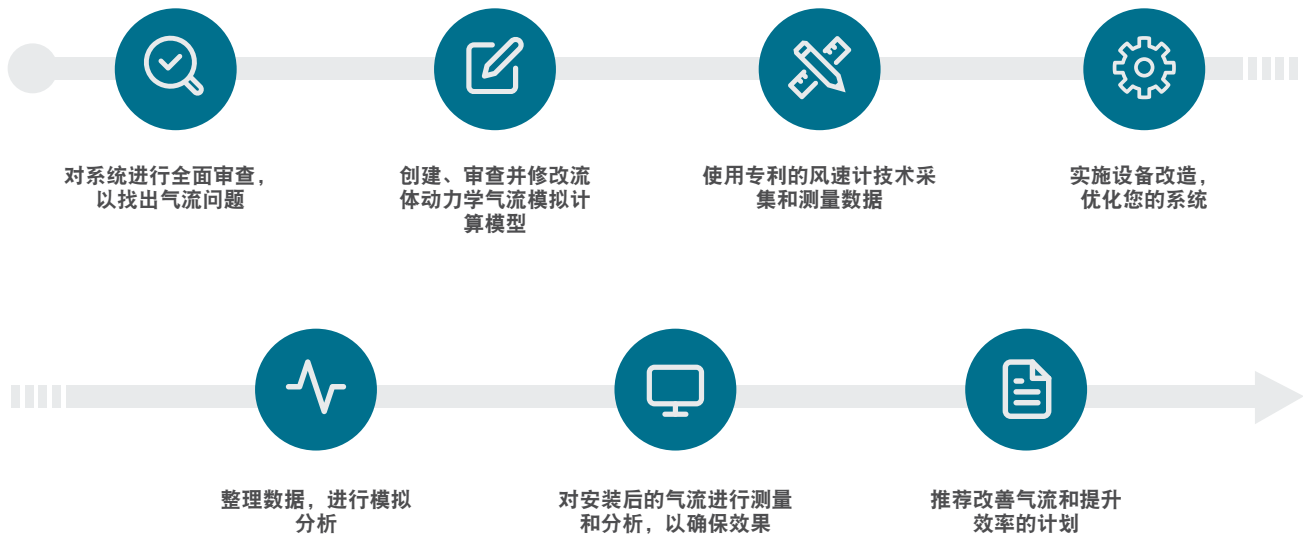 对系统进行全面审查，
以找出气流问题
创建、审查并修改流
体动力学气流模拟计
算模型
使用专利的风速计技术采
集和测量数据
实施设备改造，
优化您的系统
整理数据，进行模拟
分析
对安装后的气流进行测量
和分析，以确保效果
推荐改善气流和提升
效率的计划